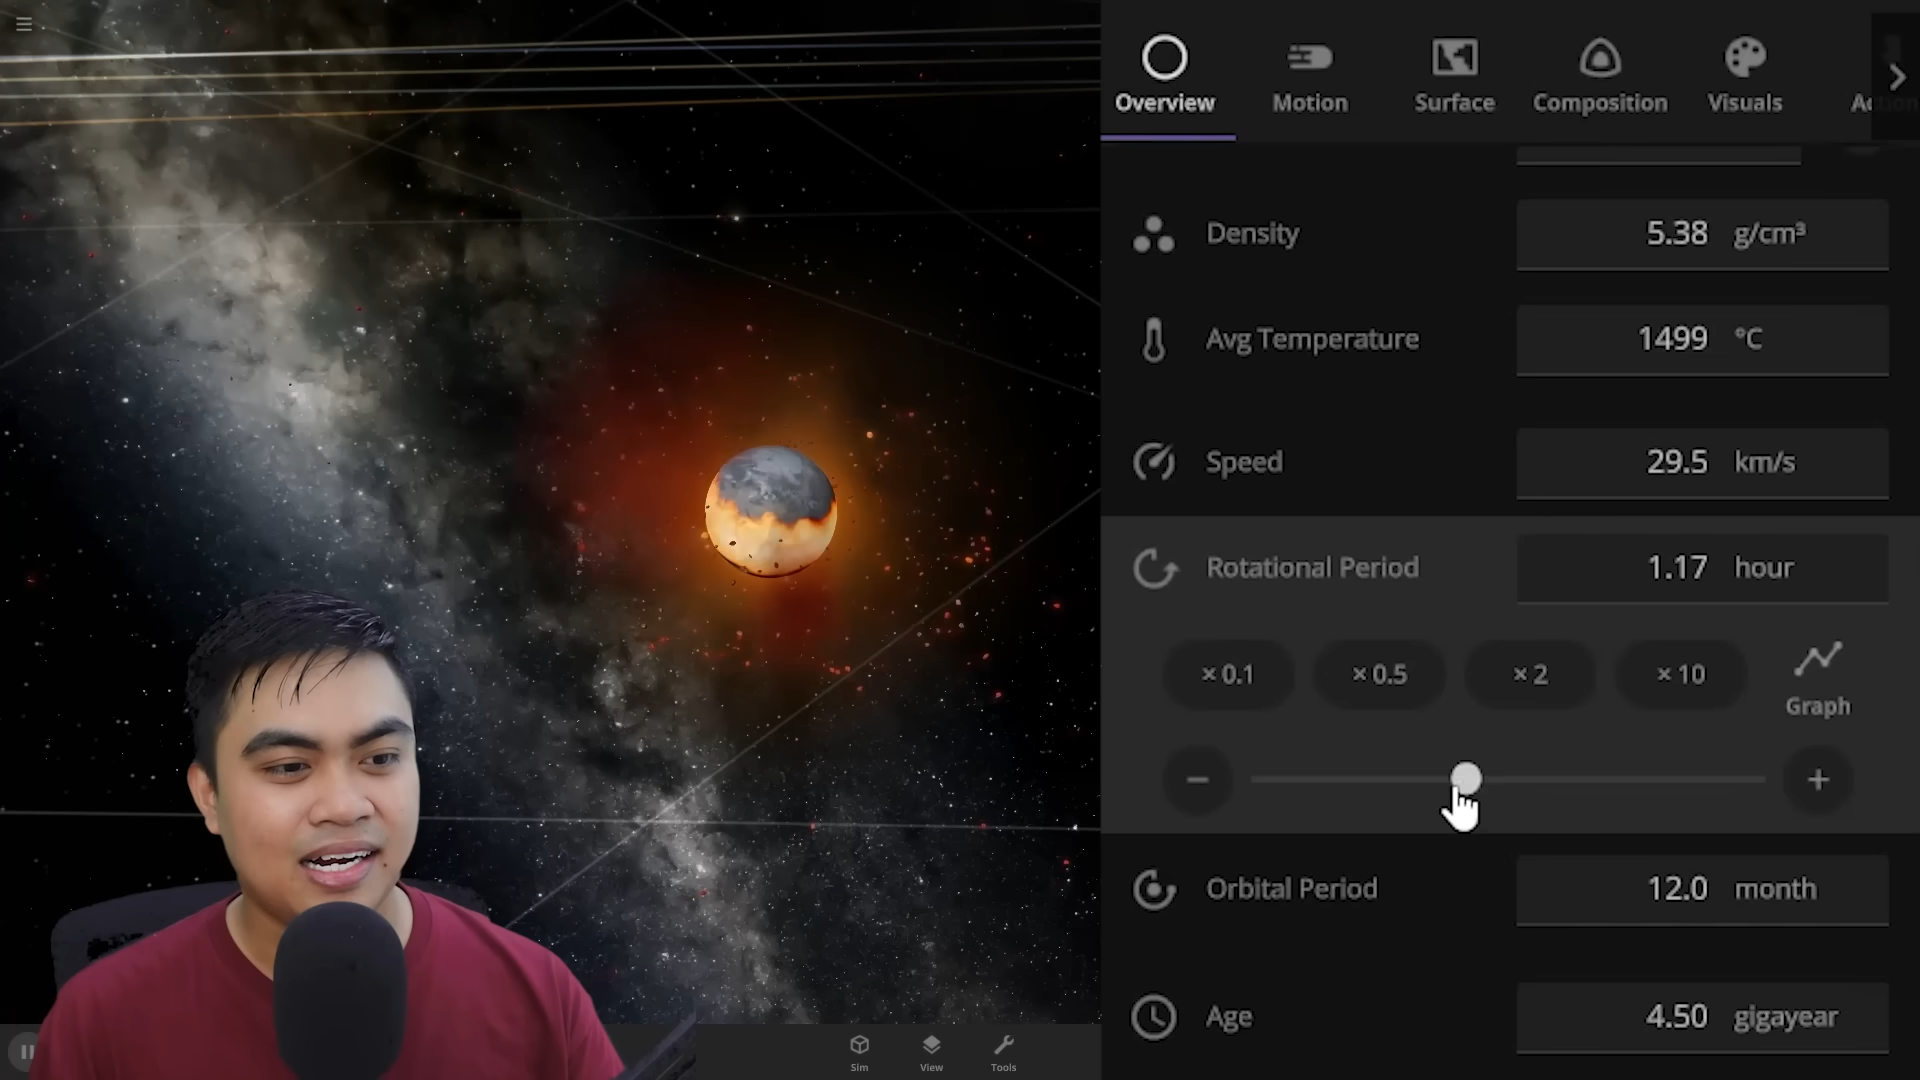 Overview
Motion
Surface
Composition
Visuals
Density 5.38 g/cm³
Avg Temperature 1499 °C
Speed 29.5 km/s
Rotational Period 1.17 hour
×0.1 ×0.5 ×2 ×10
Graph
Orbital Period 12.0 month
Age 4.50 gigayear
Sim View Tools